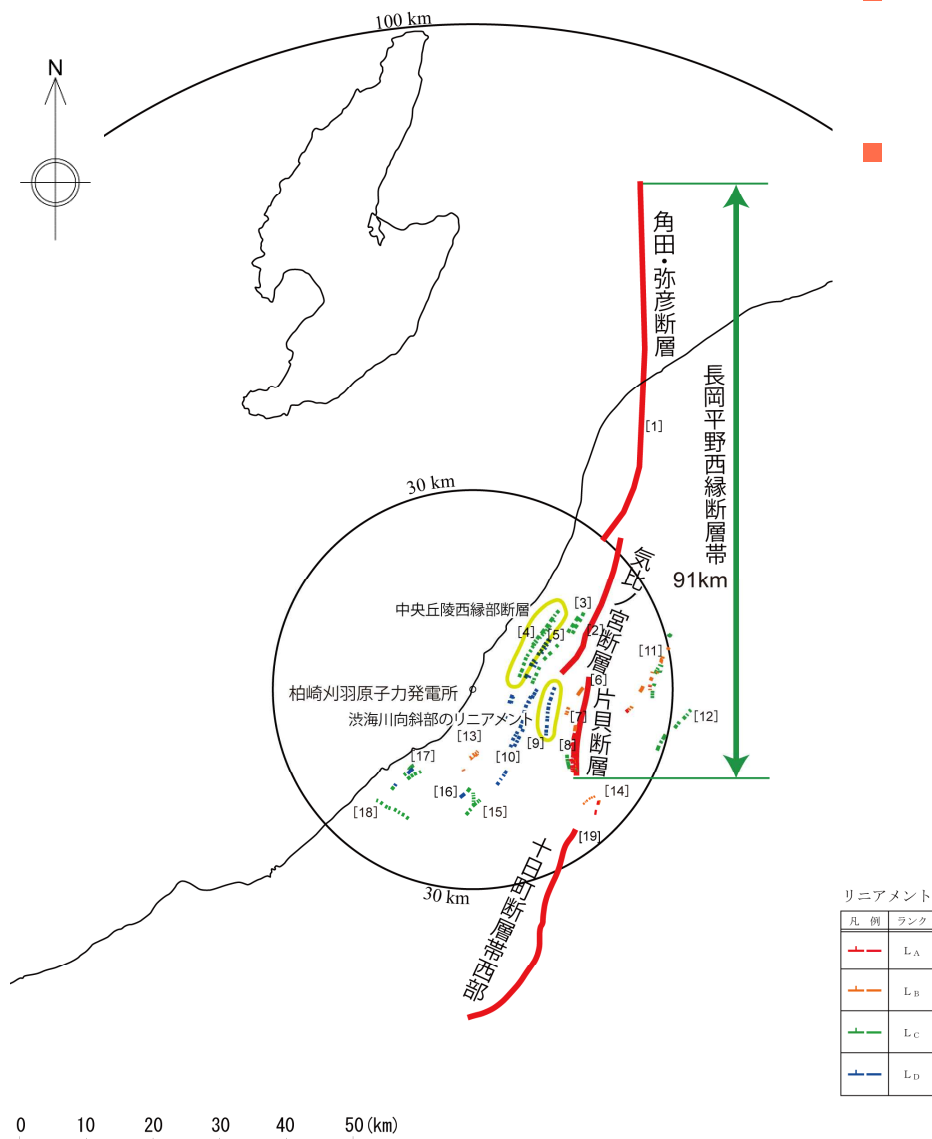 100 km
N
角田・弥彦断層
長岡平野西縁断層帯
[1]
30 km
気比ノ宮断層
91km
中央丘陵西縁部断層
[3]
[4]
[5]
[2]
[11]
[6]
柏崎刈羽原子力発電所
片貝断層
渋海川向斜部のリニアメント
[7]
[12]
[9]
[8]
[13]
[10]
[17]
[16]
[14]
[18]
[15]
[19]
十日町断層帯西部
30 km
リニアメント
凡 例 ランク
LA
LB
LC
LD
0 10 20 30 40 50(km)